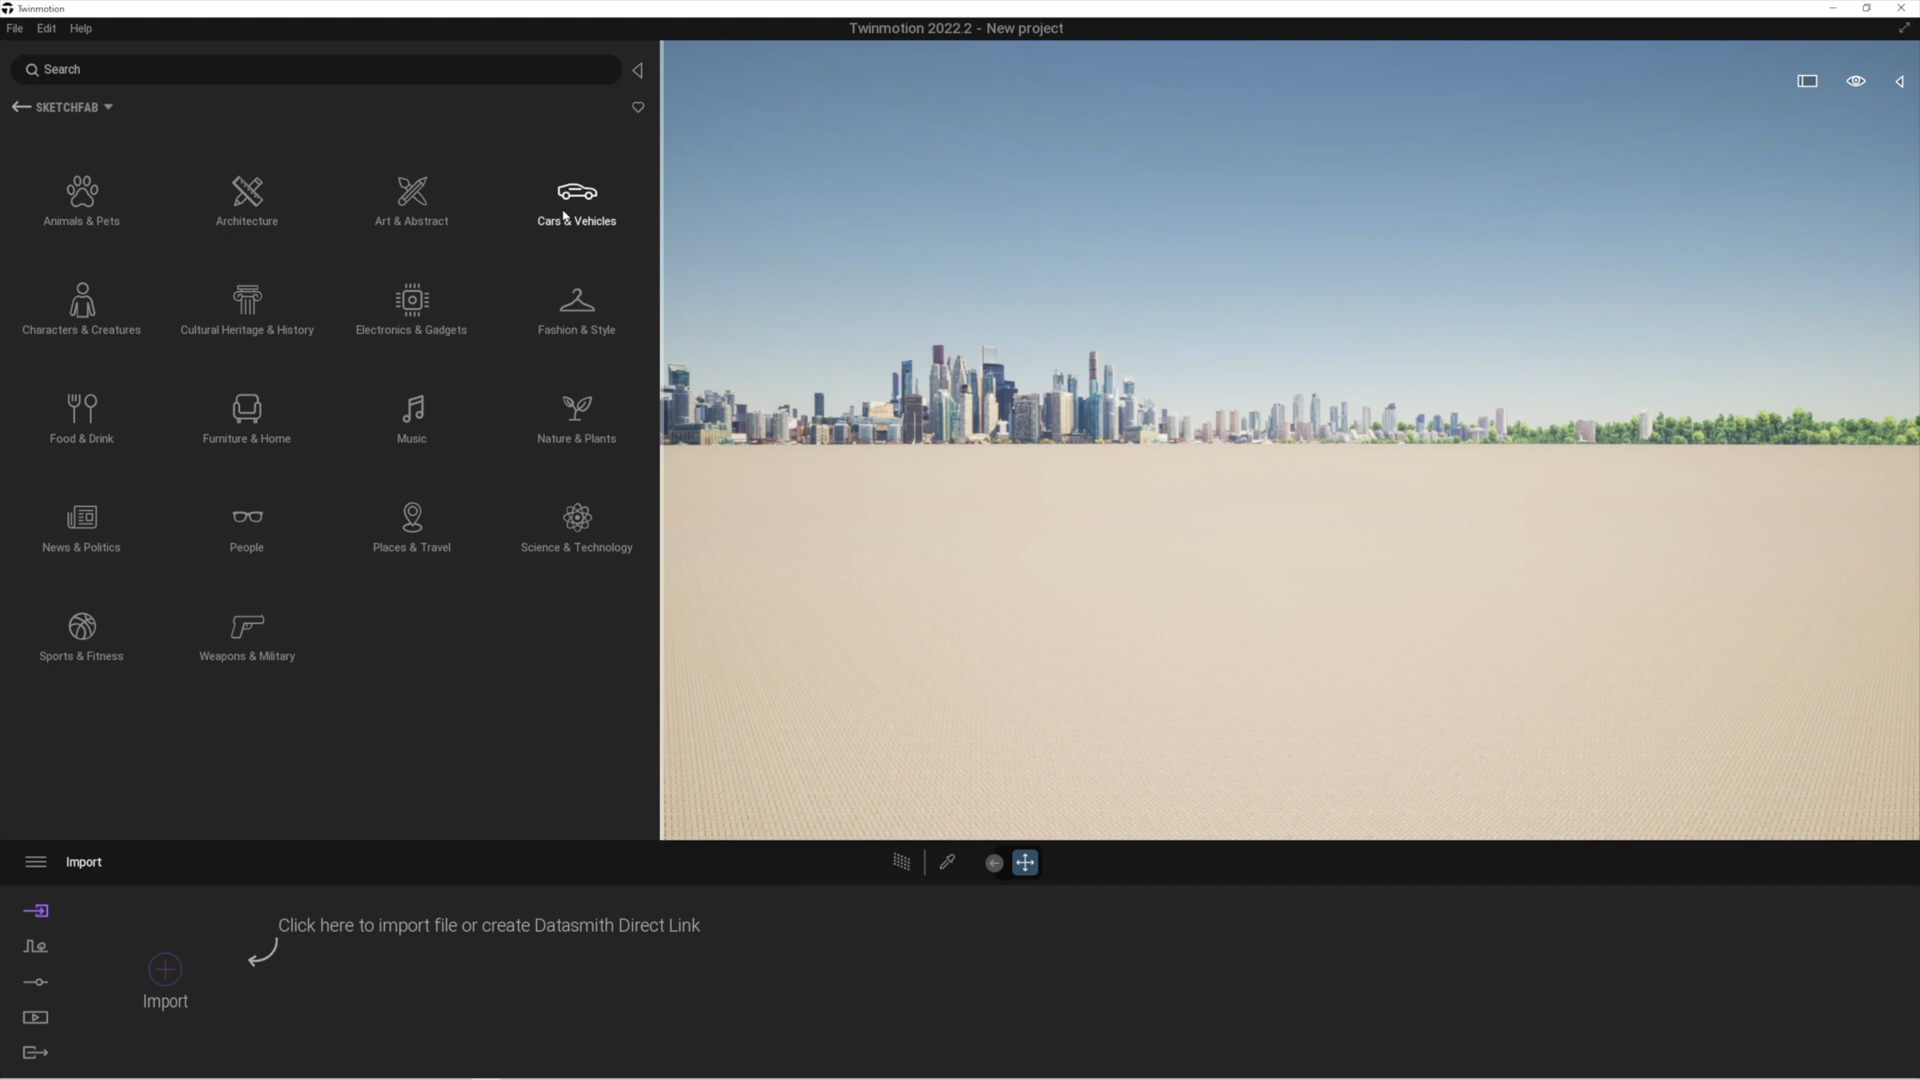 Twinmotion
File Edit Help
Twinmotion 2022.2 - New project
Search
SKETCHFAB
Animals & Pets
Architecture
Art & Abstract
Cars & Vehicles
Characters & Creatures
Cultural Heritage & History
Electronics & Gadgets
Fashion & Style
Food & Drink
Furniture & Home
Music
Nature & Plants
News & Politics
People
Places & Travel
Science & Technology
Sports & Fitness
Weapons & Military
Import
Click here to import file or create Datasmith Direct Link
Import